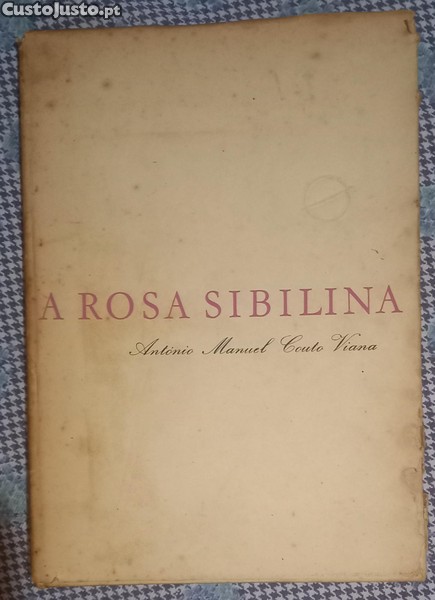 CustoJusto.pt
A ROSA SIBILINA
António Manuel Couto Viana